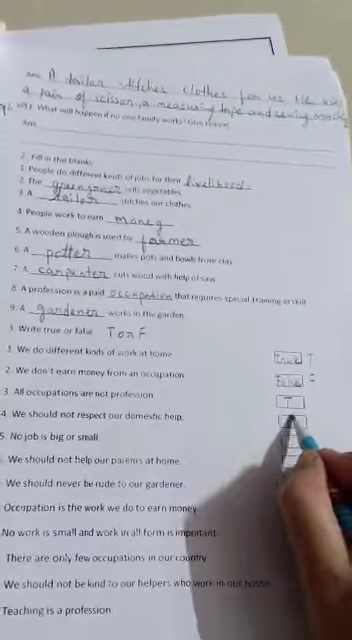 Ans. A tailor stitches clothes for us. He
a pair of scissor, a measuring tape and sewing
What will happen if no one family works? Give
Ans.
2. Fill in the blanks
1. People do different kinds of jobs for their livelihood.
2. The greengrocer sells vegetables
3. A tailor stitches our clothes
4. People work to earn money
5. A wooden plough is used by farmer
6. A potter makes pots and bowls from clay
7. A carpenter cuts wood with help of saw
8. A profession is a paid occupation that requires special training or skill
9. A gardener works in the garden
3. Write true or false T or F
1. We do different kinds of work at home True T
2. We don't earn money from an occupation False F
3. All occupations are not profession. T
4. We should not respect our domestic help.
5. No job is big or small.
We should not help our parents at home.
We should never be rude to our gardener.
Occupation is the work we do to earn money.
No work is small and work in all form is important.
There are only few occupations in our country
We should not be kind to our helpers who work in our house
Teaching is a profession.